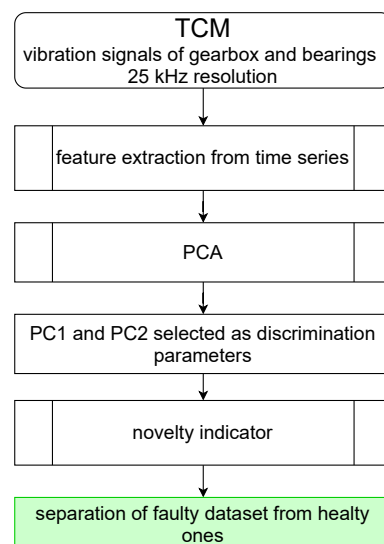 TCM
vibration signals of gearbox and bearings
25 kHz resolution
feature extraction from time series
PCA
PC1 and PC2 selected as discrimination
parameters
novelty indicator
separation of faulty dataset from healty
ones